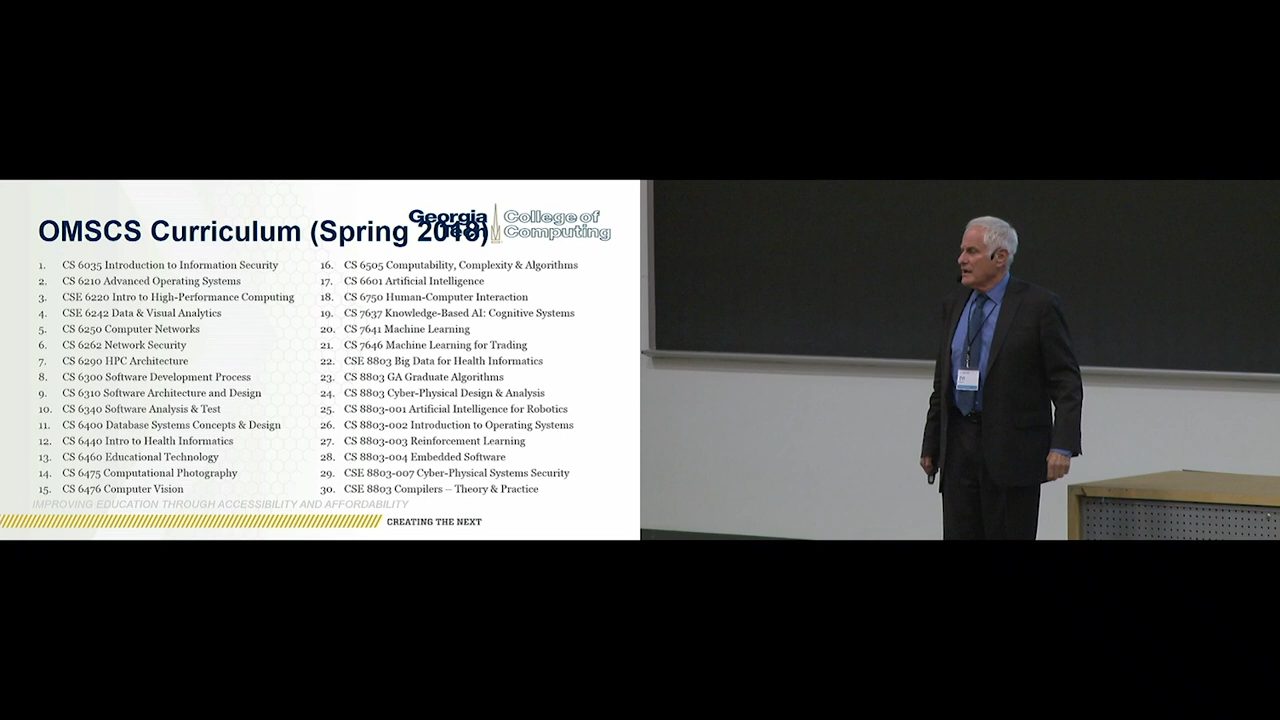 OMSCS Curriculum (Spring 2018)
Georgia Tech
College of Computing
1. CS 6035 Introduction to Information Security
2. CS 6210 Advanced Operating Systems
3. CSE 6220 Intro to High-Performance Computing
4. CSE 6242 Data & Visual Analytics
5. CS 6250 Computer Networks
6. CS 6262 Network Security
7. CS 6290 HPC Architecture
8. CS 6300 Software Development Process
9. CS 6310 Software Architecture and Design
10. CS 6340 Software Analysis & Test
11. CS 6400 Database Systems Concepts & Design
12. CS 6440 Intro to Health Informatics
13. CS 6460 Educational Technology
14. CS 6475 Computational Photography
15. CS 6476 Computer Vision
16. CS 6505 Computability, Complexity & Algorithms
17. CS 6601 Artificial Intelligence
18. CS 6750 Human-Computer Interaction
19. CS 7637 Knowledge-Based AI: Cognitive Systems
20. CS 7641 Machine Learning
21. CS 7646 Machine Learning for Trading
22. CSE 8803 Big Data for Health Informatics
23. CS 8803 GA Graduate Algorithms
24. CS 8803 Cyber-Physical Design & Analysis
25. CS 8803-001 Artificial Intelligence for Robotics
26. CS 8803-002 Introduction to Operating Systems
27. CS 8803-003 Reinforcement Learning
28. CS 8803-004 Embedded Software
29. CSE 8803-007 Cyber-Physical Systems Security
30. CSE 8803 Compilers – Theory & Practice
IMPROVING EDUCATION THROUGH ACCESSIBILITY AND AFFORDABILITY
CREATING THE NEXT